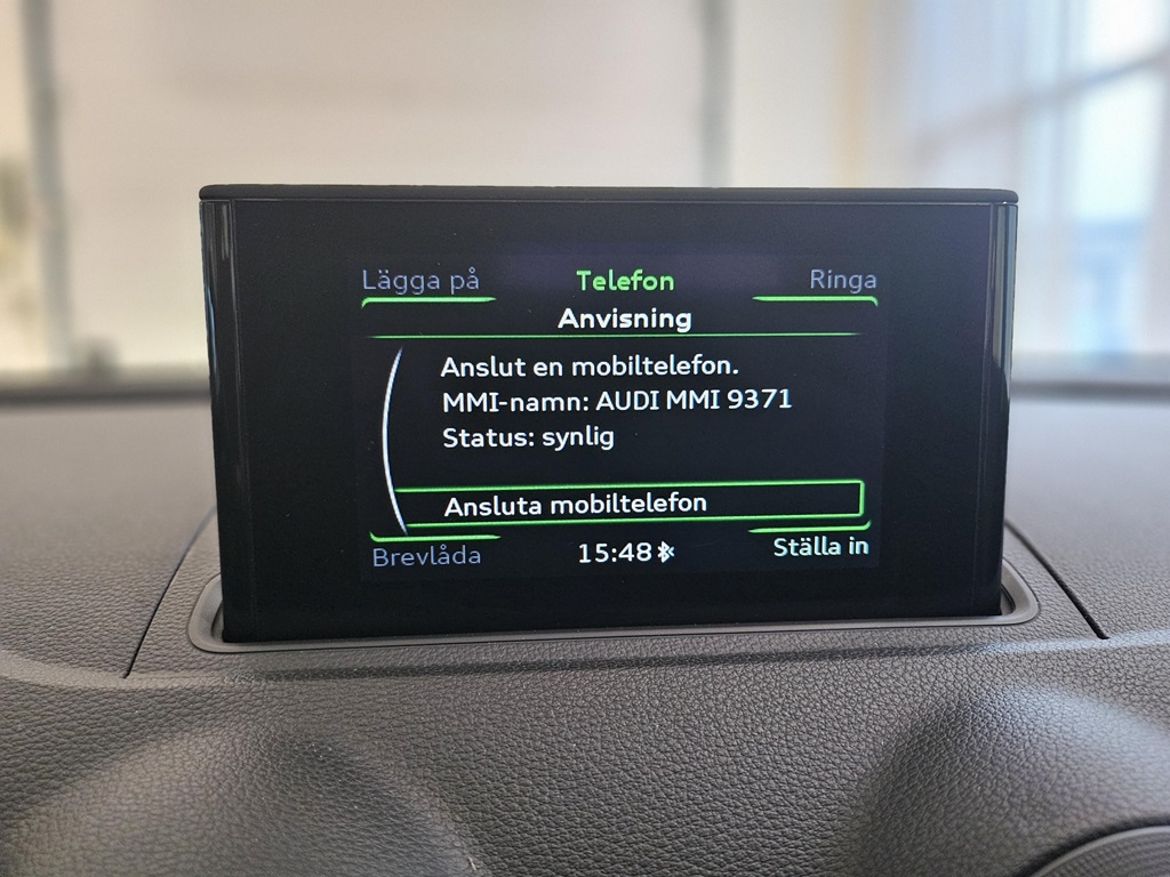 Lägga på Telefon Ringa
Anvisning
Anslut en mobiltelefon.
MMI-namn: AUDI MMI 9371
Status: synlig
Ansluta mobiltelefon
Brevlåda 15:48 Ställa in